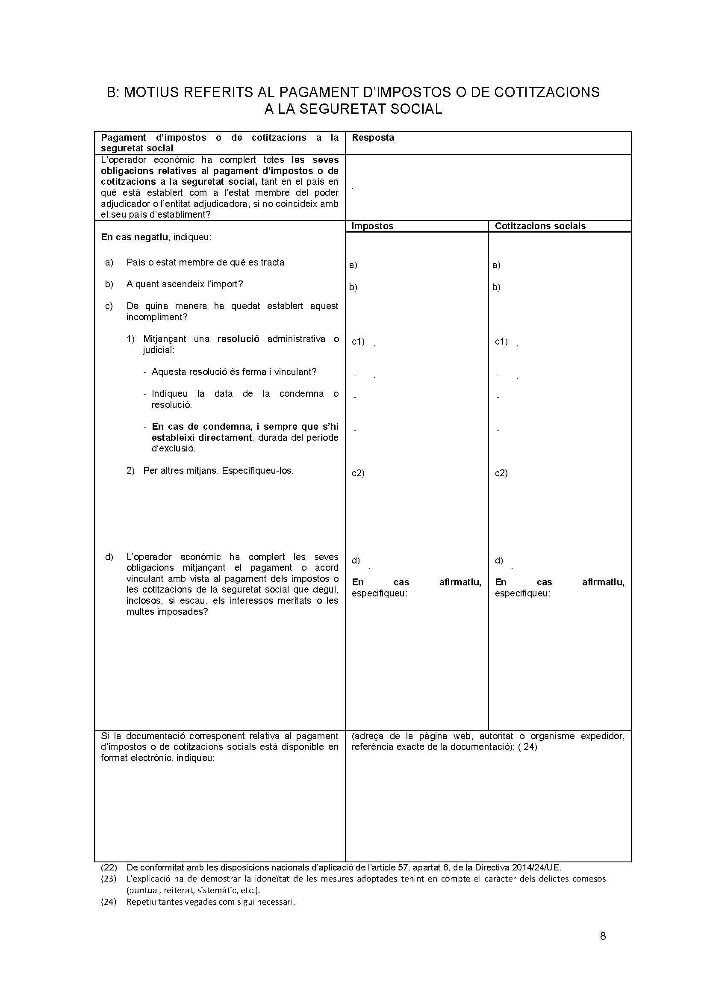 B: MOTIUS REFERITS AL PAGAMENT D’IMPOSTOS O DE COTITZACIONS
A LA SEGURETAT SOCIAL
Pagament d’impostos o de cotitzacions a la
seguretat social
Resposta
L’operador econòmic ha complert totes les seves
obligacions relatives al pagament d’impostos o de
cotitzacions a la seguretat social, tant en el país en
què està establert com a l’estat membre del poder
adjudicador o l’entitat adjudicadora, si no coincideix amb
el seu país d’establiment?
.
En cas negatiu, indiqueu:
a) País o estat membre de què es tracta
b) A quant ascendeix l’import?
c) De quina manera ha quedat establert aquest
incompliment?
1) Mitjançant una resolució administrativa o
judicial:
- Aquesta resolució és ferma i vinculant?
- Indiqueu la data de la condemna o
resolució.
- En cas de condemna, i sempre que s’hi
estableixi directament, durada del període
d’exclusió.
2) Per altres mitjans. Especifiqueu-los.
d) L’operador econòmic ha complert les seves
obligacions mitjançant el pagament o acord
vinculant amb vista al pagament dels impostos o
les cotitzacions de la seguretat social que degui,
inclosos, si escau, els interessos meritats o les
multes imposades?
Impostos
a)
b)
c1) .
- .
-
-
c2)
d)
.
En cas afirmatiu,
especifiqueu:
Cotitzacions socials
a)
b)
c1) .
- .
-
-
c2)
d)
.
En cas afirmatiu,
especifiqueu:
Si la documentació corresponent relativa al pagament
d’impostos o de cotitzacions socials està disponible en
format electrònic, indiqueu:
(adreça de la pàgina web, autoritat o organisme expedidor,
referència exacte de la documentació): ( 24)
(22) De conformitat amb les disposicions nacionals d’aplicació de l’article 57, apartat 6, de la Directiva 2014/24/UE.
(23) L’explicació ha de demostrar la idoneïtat de les mesures adoptades tenint en compte el caràcter dels delictes comesos
(puntual, reiterat, sistemàtic, etc.).
(24) Repetiu tantes vegades com sigui necessari.
8